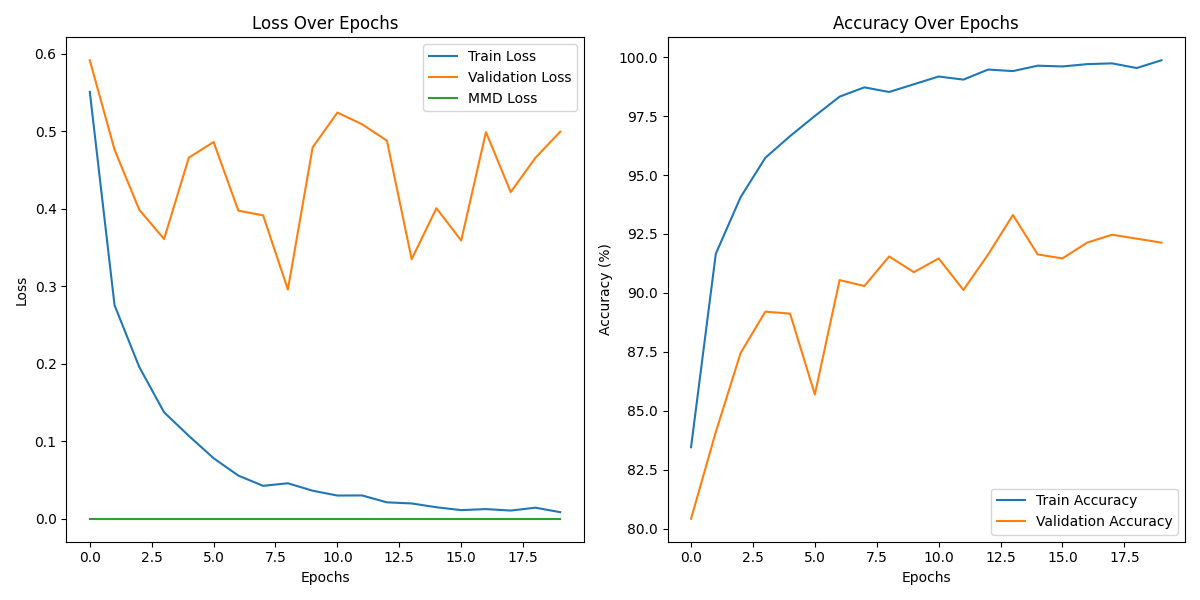 Loss Over Epochs
Train Loss
Validation Loss
MMD Loss
Loss
0.6
0.5
0.4
0.3
0.2
0.1
0.0
0.0 2.5 5.0 7.5 10.0 12.5 15.0 17.5
Epochs
Accuracy Over Epochs
Accuracy (%)
100.0
97.5
95.0
92.5
90.0
87.5
85.0
82.5
80.0
Train Accuracy
Validation Accuracy
0.0 2.5 5.0 7.5 10.0 12.5 15.0 17.5
Epochs